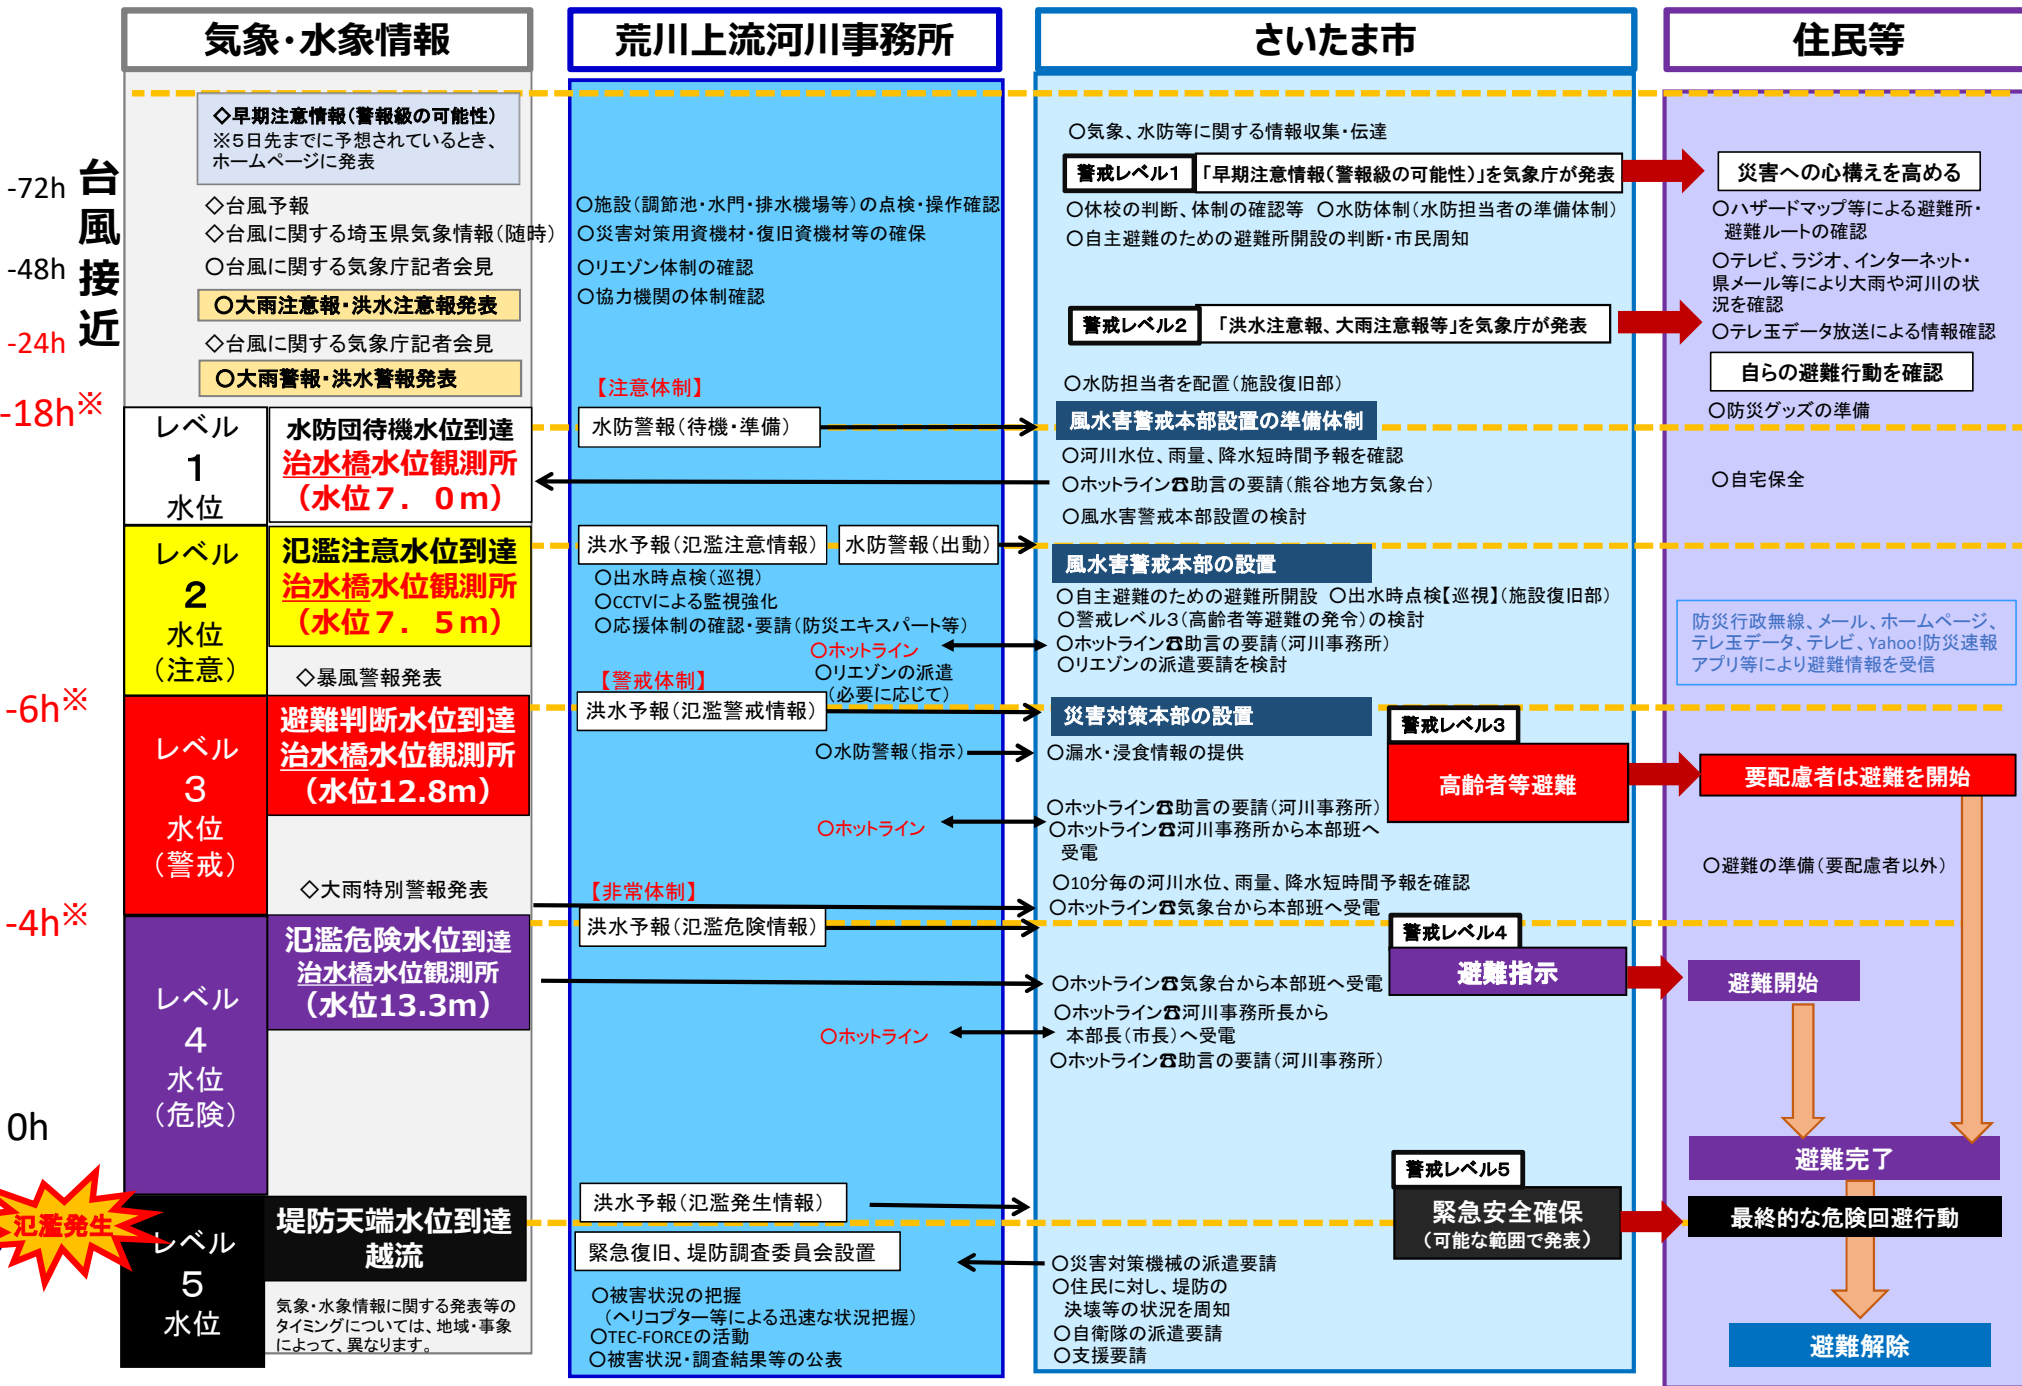 気象・水象情報
荒川上流河川事務所
さいたま市
住民等
台風接近
-72h
-48h
-24h
-18h※
-6h※
-4h※
0h
氾濫発生
◇早期注意情報(警報級の可能性)
※5日先までに予想されているとき、
ホームページに発表
◇台風予報
◇台風に関する埼玉県気象情報(随時)
○台風に関する気象庁記者会見
○大雨注意報・洪水注意報発表
◇台風に関する気象庁記者会見
○大雨警報・洪水警報発表
レベル
1
水位
水防団待機水位到達
治水橋水位観測所
(水位7.0m)
レベル
2
水位
(注意)
氾濫注意水位到達
治水橋水位観測所
(水位7.5m)
◇暴風警報発表
レベル
3
水位
(警戒)
避難判断水位到達
治水橋水位観測所
(水位12.8m)
◇大雨特別警報発表
レベル
4
水位
(危険)
氾濫危険水位到達
治水橋水位観測所
(水位13.3m)
レベル
5
水位
堤防天端水位到達
越流
気象・水象情報に関する発表等の
タイミングについては、地域・事象
によって、異なります。
○施設(調節池・水門・排水機場等)の点検・操作確認
○災害対策用資機材・復旧資機材等の確保
○リエゾン体制の確認
○協力機関の体制確認
【注意体制】
水防警報(待機・準備)
洪水予報(氾濫注意情報)
水防警報(出動)
○出水時点検(巡視)
○CCTVによる監視強化
○応援体制の確認・要請(防災エキスパート等)
○ホットライン
○リエゾンの派遣
(必要に応じて)
【警戒体制】
洪水予報(氾濫警戒情報)
○水防警報(指示)
○ホットライン
【非常体制】
洪水予報(氾濫危険情報)
○ホットライン
洪水予報(氾濫発生情報)
緊急復旧、堤防調査委員会設置
○被害状況の把握
(ヘリコプター等による迅速な状況把握)
○TEC-FORCEの活動
○被害状況・調査結果等の公表
○気象、水防等に関する情報収集・伝達
警戒レベル1 「早期注意情報(警報級の可能性)」を気象庁が発表
○休校の判断、体制の確認等 ○水防体制(水防担当者の準備体制)
○自主避難のための避難所開設の判断・市民周知
警戒レベル2 「洪水注意報、大雨注意報等」を気象庁が発表
○水防担当者を配置(施設復旧部)
風水害警戒本部設置の準備体制
○河川水位、雨量、降水短時間予報を確認
○ホットライン☎助言の要請(熊谷地方気象台)
○風水害警戒本部設置の検討
風水害警戒本部の設置
○自主避難のための避難所開設 ○出水時点検【巡視】(施設復旧部)
○警戒レベル3(高齢者等避難の発令)の検討
○ホットライン☎助言の要請(河川事務所)
○リエゾンの派遣要請を検討
災害対策本部の設置
○漏水・浸食情報の提供
警戒レベル3
高齢者等避難
○ホットライン☎助言の要請(河川事務所)
○ホットライン☎河川事務所から本部班へ
受電
○10分毎の河川水位、雨量、降水短時間予報を確認
○ホットライン☎気象台から本部班へ受電
警戒レベル4
避難指示
○ホットライン☎気象台から本部班へ受電
○ホットライン☎河川事務所長から
本部長(市長)へ受電
○ホットライン☎助言の要請(河川事務所)
警戒レベル5
緊急安全確保
(可能な範囲で発表)
○災害対策機械の派遣要請
○住民に対し、堤防の
決壊等の状況を周知
○自衛隊の派遣要請
○支援要請
災害への心構えを高める
○ハザードマップ等による避難所・
避難ルートの確認
○テレビ、ラジオ、インターネット・
県メール等により大雨や河川の状
況を確認
○テレ玉データ放送による情報確認
自らの避難行動を確認
○防災グッズの準備
○自宅保全
防災行政無線、メール、ホームページ、
テレ玉データ、テレビ、Yahoo!防災速報
アプリ等により避難情報を受信
要配慮者は避難を開始
○避難の準備(要配慮者以外)
避難開始
避難完了
最終的な危険回避行動
避難解除